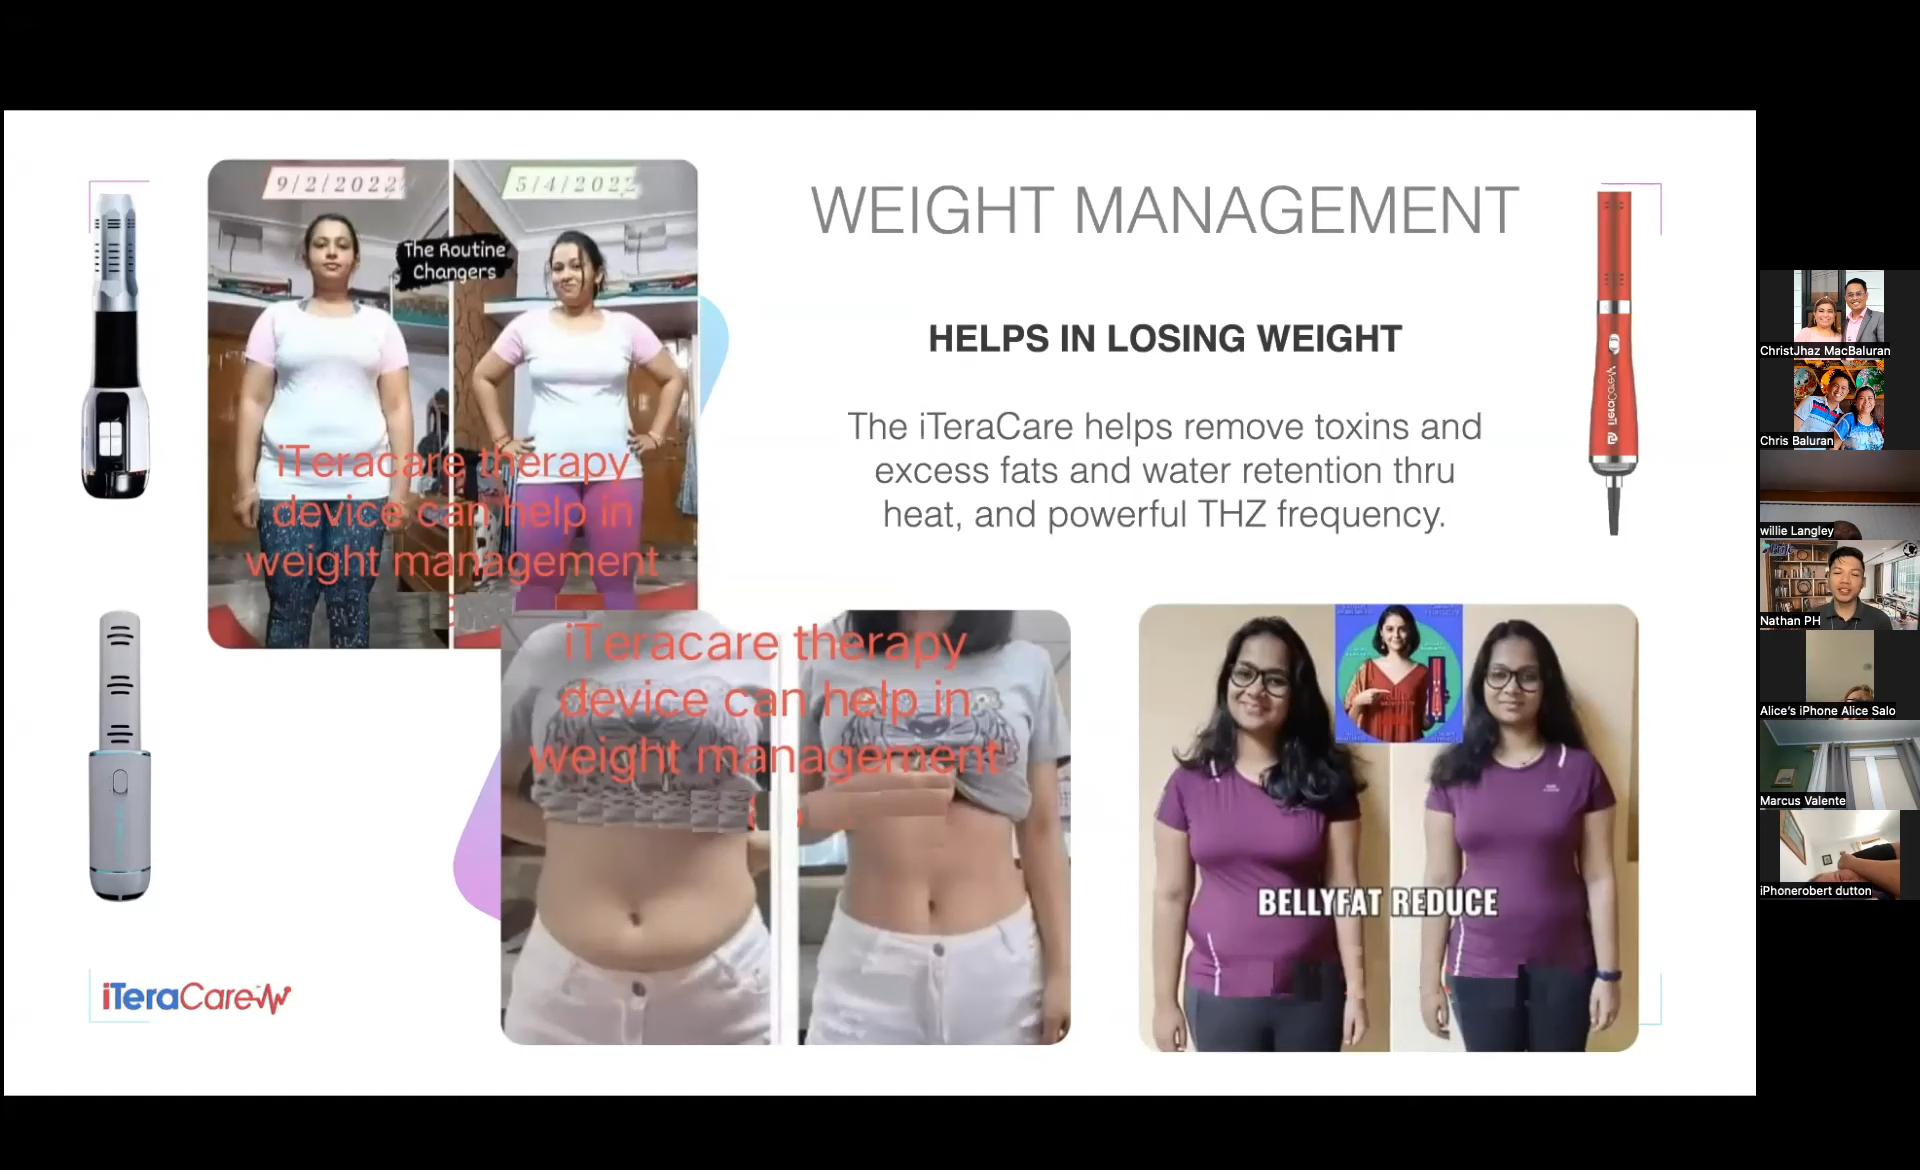 9/2/2022
5/4/2022
The Routine
Changers
iTeracare therapy
device can help in
weight management
WEIGHT MANAGEMENT
HELPS IN LOSING WEIGHT
The iTeraCare helps remove toxins and
excess fats and water retention thru
heat, and powerful THZ frequency.
iTeraCare
iTeracare therapy
device can help in
weight management
BELLYFAT REDUCE
iTeraCare
ChristJhaz MacBaluran
Chris Baluran
willie Langley
Nathan PH
Alice's iPhone Alice Salo
Marcus Valente
iPhonerobert dutton